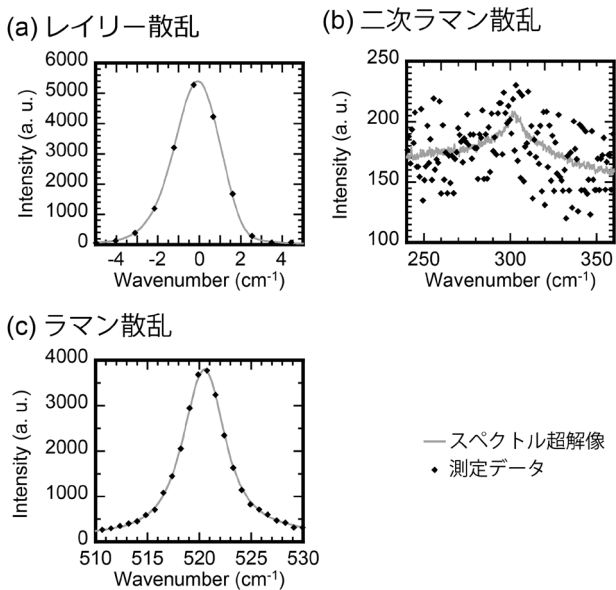 (a) レイリー散乱
6000
5000
4000
3000
2000
1000
0
Intensity (a. u.)
-4 -2 0 2 4
Wavenumber (cm-1)
(b) 二次ラマン散乱
250
200
150
100
Intensity (a. u.)
250 300 350
Wavenumber (cm-1)
(c) ラマン散乱
4000
3000
2000
1000
0
Intensity (a. u.)
510 515 520 525 530
Wavenumber (cm-1)
スペクトル超解像
測定データ